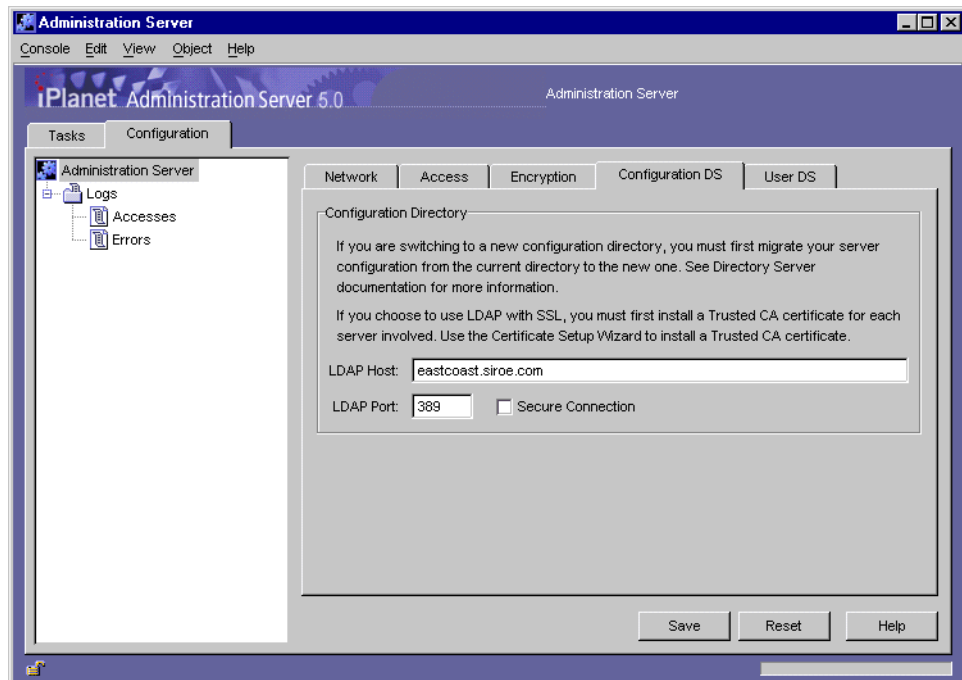 Administration Server
Console Edit View Object Help
iPlanet Administration Server 5.0
Administration Server
Tasks Configuration
Administration Server
Logs
Accesses
Errors
Network Access Encryption Configuration DS User DS
Configuration Directory
If you are switching to a new configuration directory, you must first migrate your server
configuration from the current directory to the new one. See Directory Server
documentation for more information.
If you choose to use LDAP with SSL, you must first install a Trusted CA certificate for each
server involved. Use the Certificate Setup Wizard to install a Trusted CA certificate.
LDAP Host: eastcoast.siroe.com
LDAP Port: 389 Secure Connection
Save Reset Help